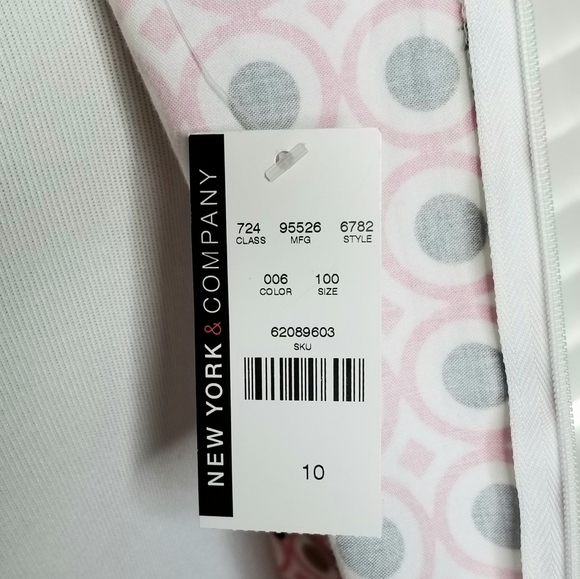 NEW YORK & COMPANY
724 95526 6782
CLASS MFG STYLE
006 100
COLOR SIZE
62089603
SKU
10